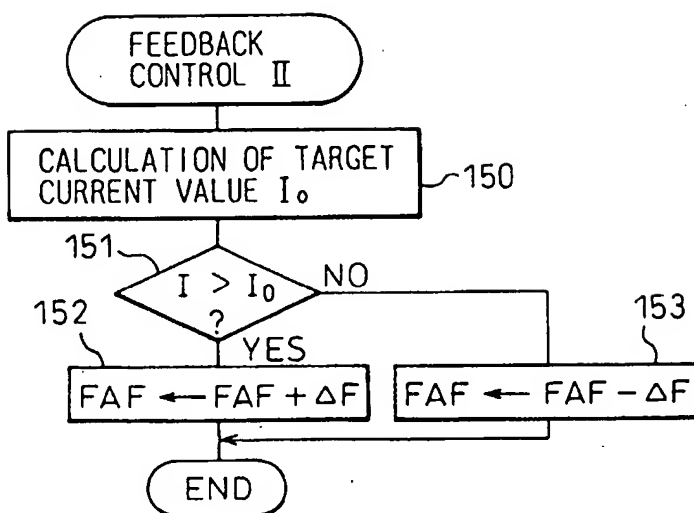 FEEDBACK
CONTROL II
CALCULATION OF TARGET
CURRENT VALUE I₀
150
151
I > I₀
?
NO
YES
152
FAF ← FAF + ΔF
153
FAF ← FAF - ΔF
END